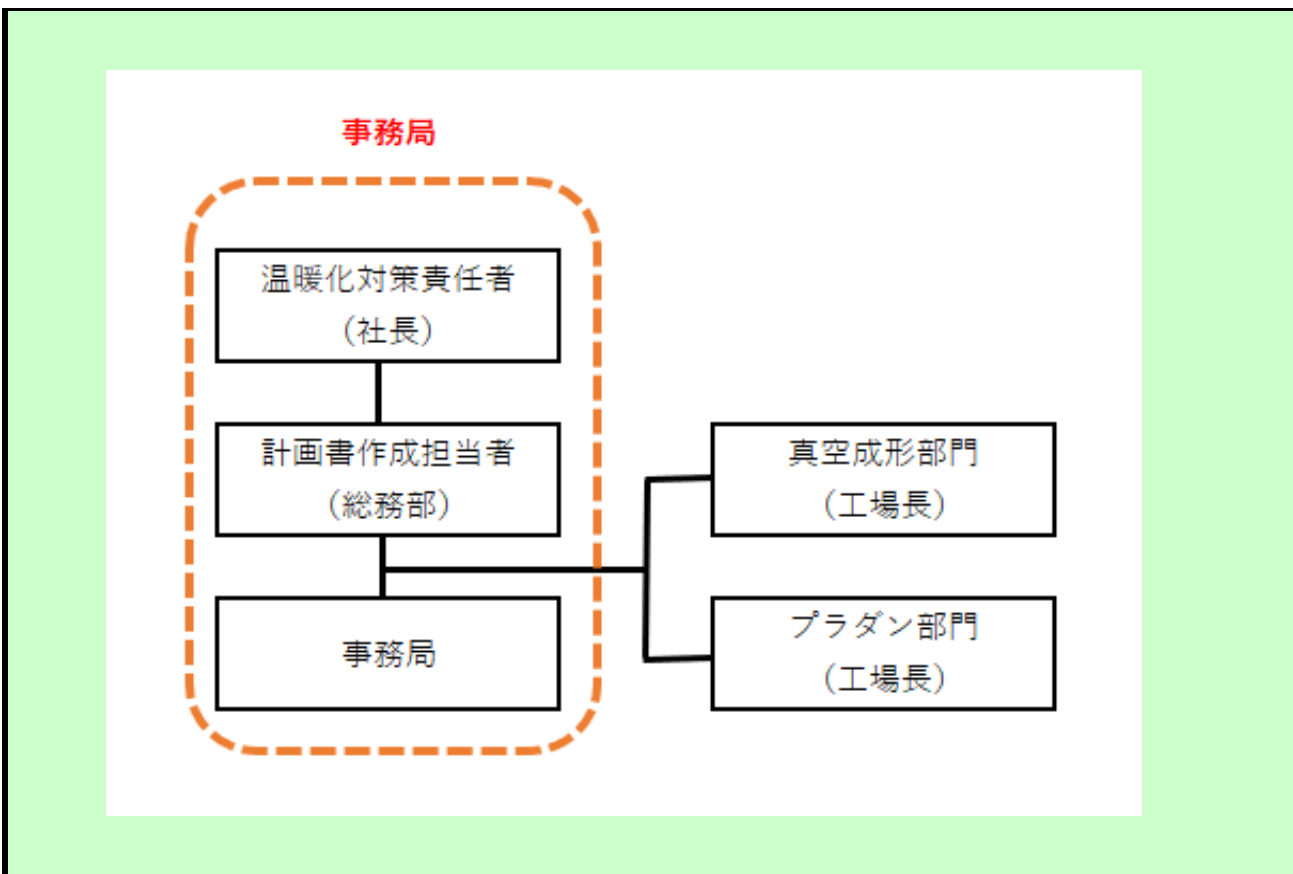 事務局
温暖化対策責任者
（社長）
計画書作成担当者
（総務部）
事務局
真空成形部門
（工場長）
プラダン部門
（工場長）